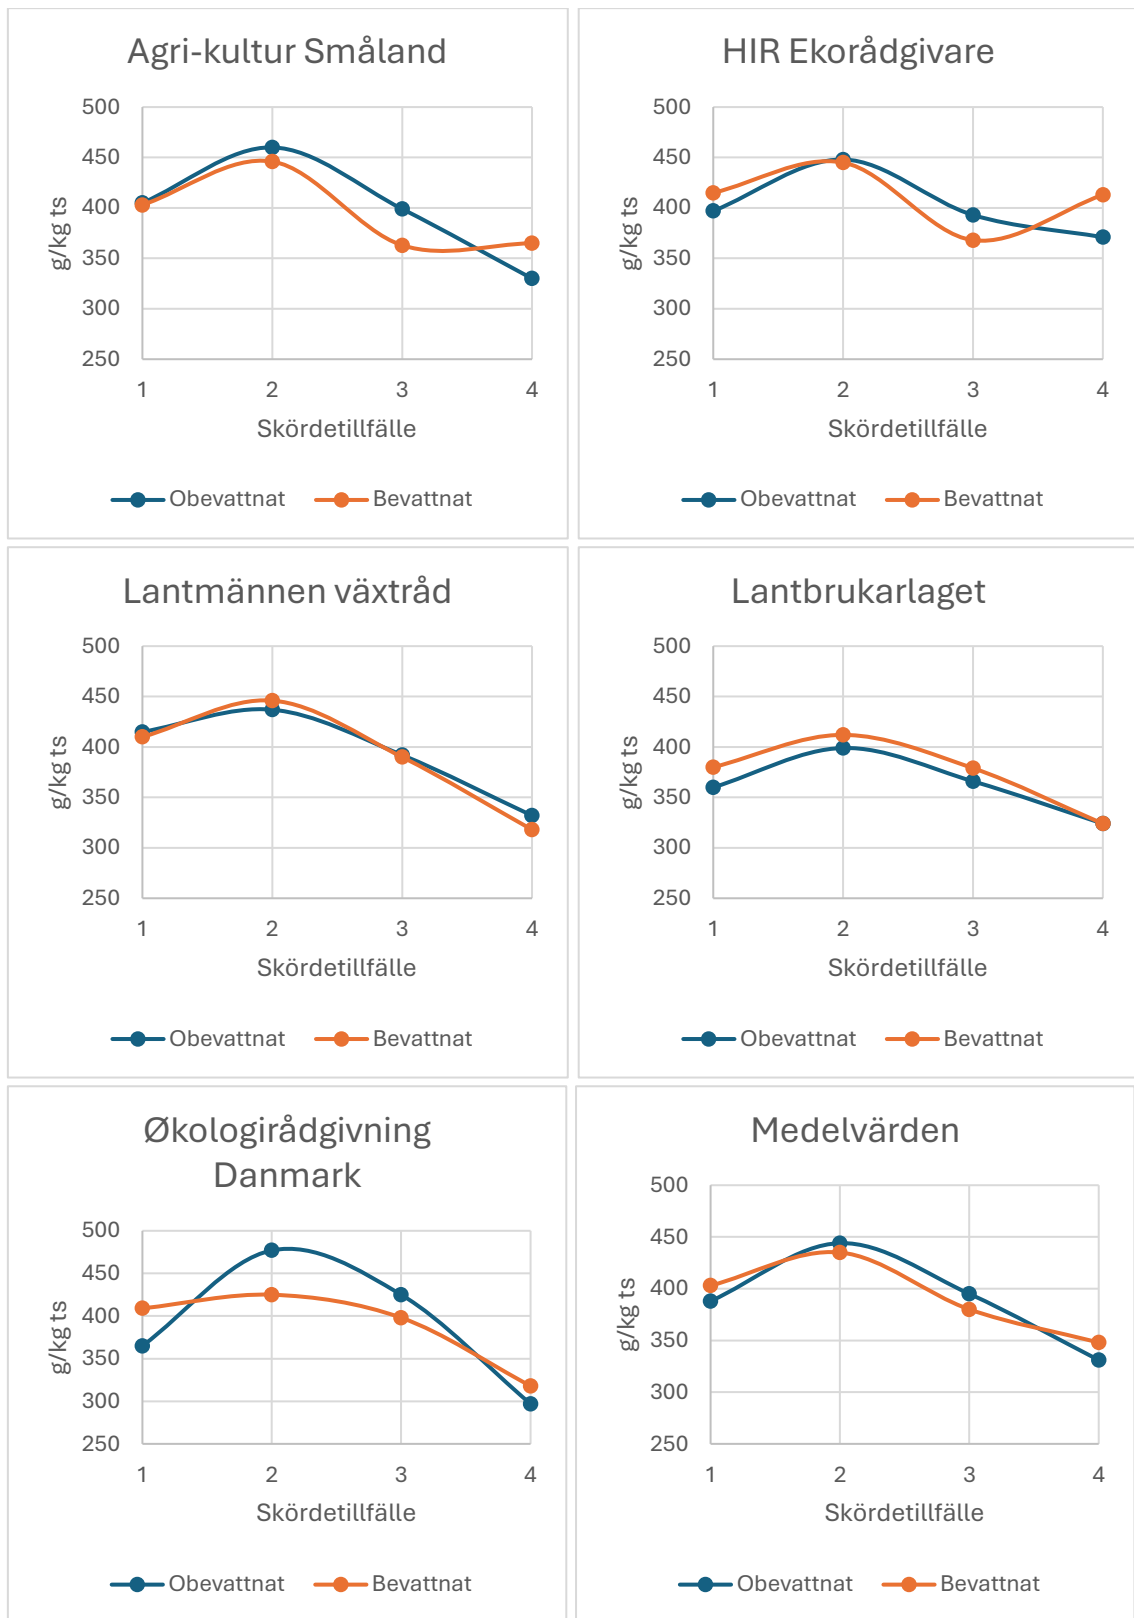 Agri-kultur Småland
500
450
400
350
300
250
g/kg ts
1 2 3 4
Skördetillfälle
Obevattnat Bevattnat
HIR Ekorådgivare
500
450
400
350
300
250
g/kg ts
1 2 3 4
Skördetillfälle
Obevattnat Bevattnat
Lantmännen växtråd
500
450
400
350
300
250
g/kg ts
1 2 3 4
Skördetillfälle
Obevattnat Bevattnat
Lantbrukarlaget
500
450
400
350
300
250
g/kg ts
1 2 3 4
Skördetillfälle
Obevattnat Bevattnat
Økologirådgivning
Danmark
500
450
400
350
300
250
g/kg ts
1 2 3 4
Skördetillfälle
Obevattnat Bevattnat
Medelvärden
500
450
400
350
300
250
g/kg ts
1 2 3 4
Skördetillfälle
Obevattnat Bevattnat